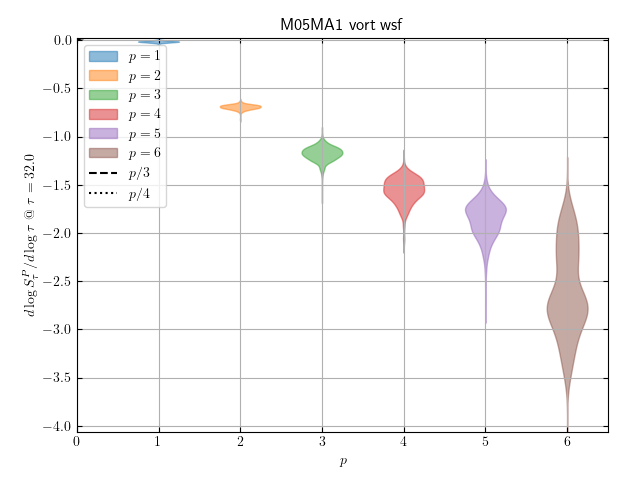 M05MA1 vort wsf
0.0
−0.5
−1.0
−1.5
−2.0
−2.5
−3.0
−3.5
−4.0
d log S_τ^P / d log τ @ τ = 32.0
p = 1
p = 2
p = 3
p = 4
p = 5
p = 6
p/3
p/4
0 1 2 3 4 5 6
p